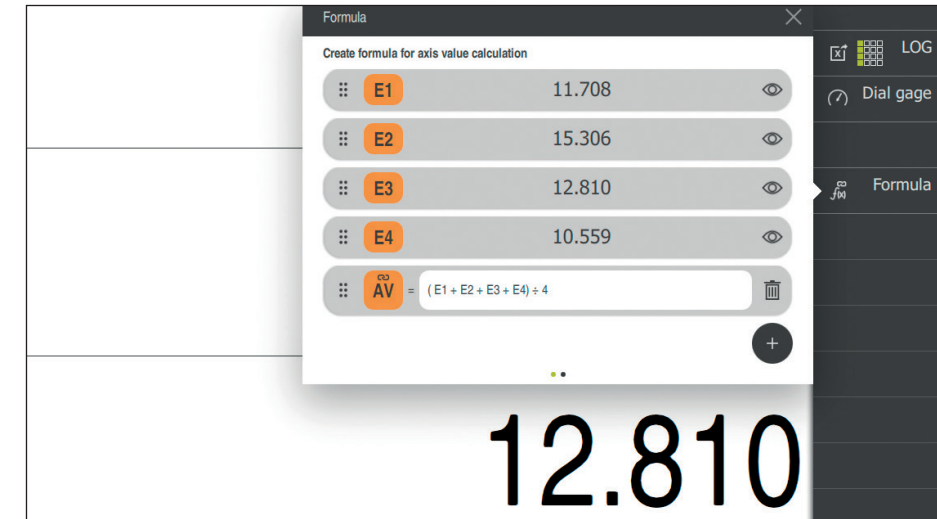 Formula
Create formula for axis value calculation
E1 11.708
E2 15.306
E3 12.810
E4 10.559
AV = ( E1 + E2 + E3 + E4) ÷ 4
+
12.810
LOG
Dial gage
f(x) Formula